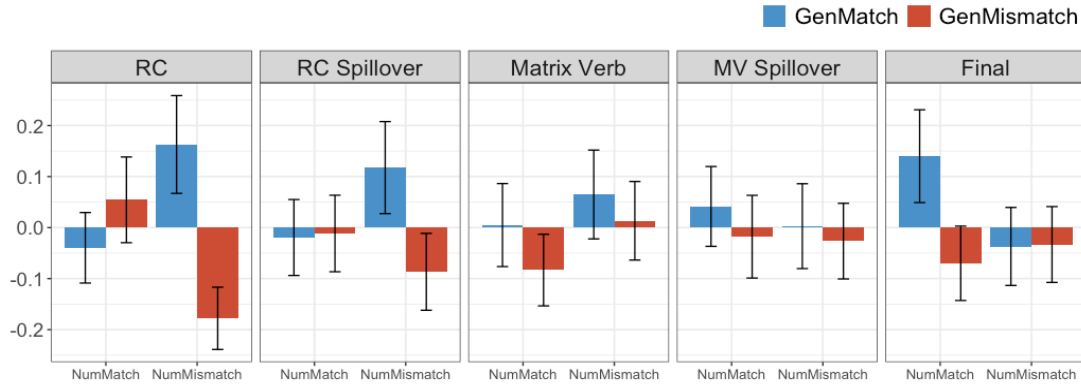 GenMatch GenMismatch
RC RC Spillover Matrix Verb MV Spillover Final
0.2
0.1
0.0
-0.1
-0.2
NumMatch NumMismatch NumMatch NumMismatch NumMatch NumMismatch NumMatch NumMismatch NumMatch NumMismatch